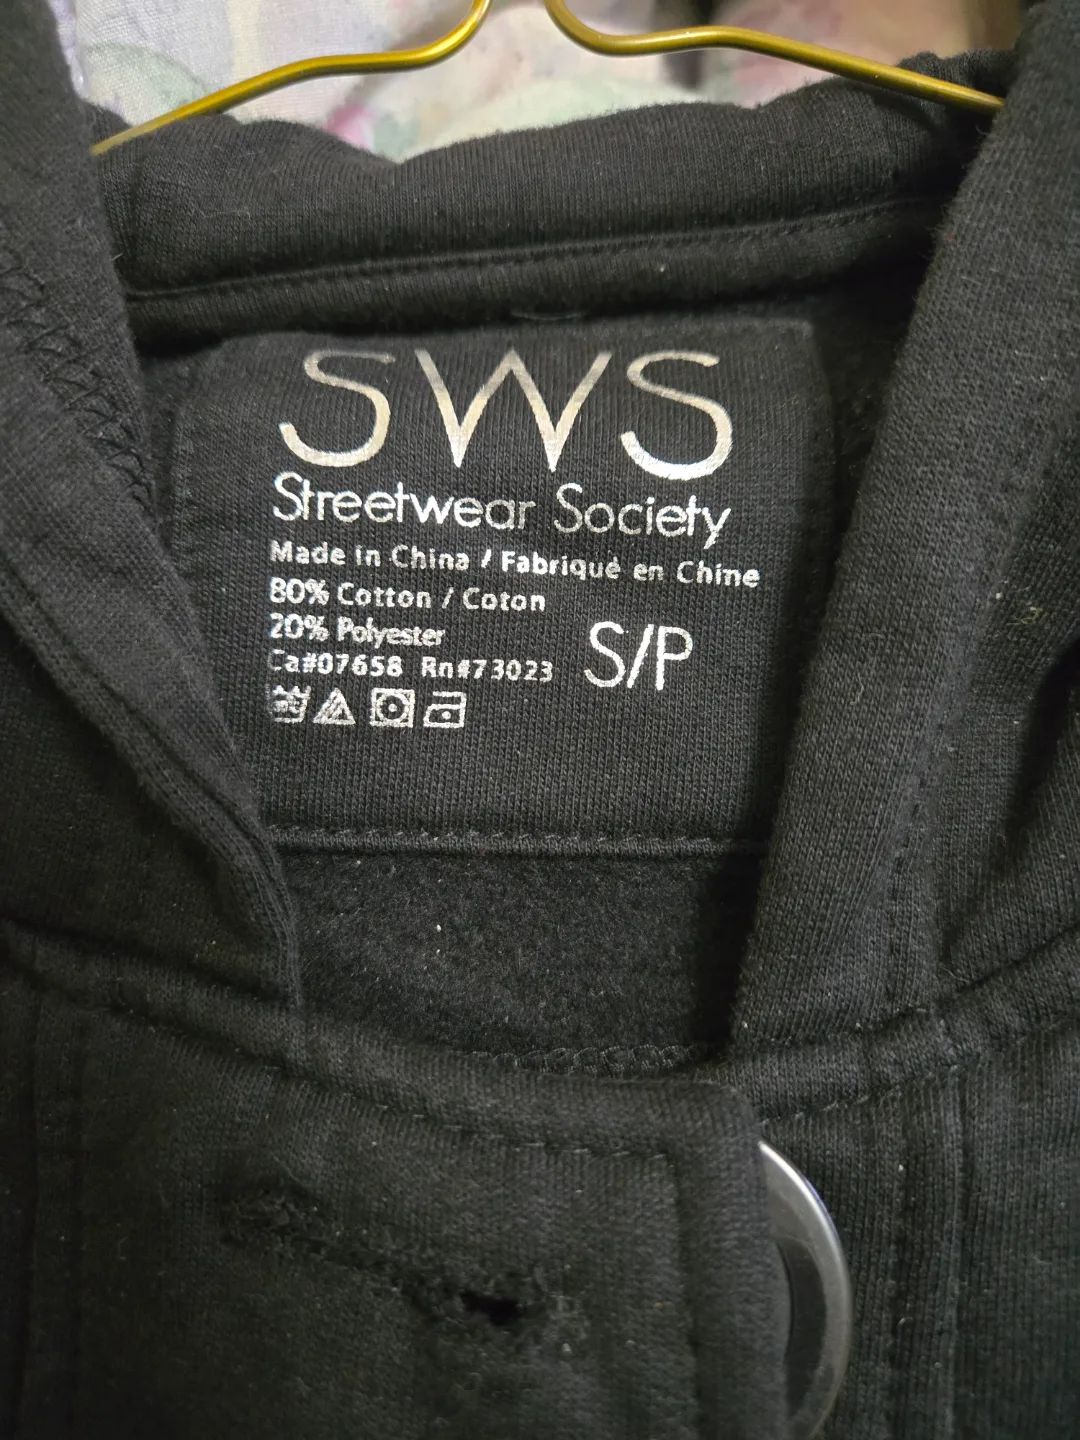 SWS
Streetwear Society
Made in China / Fabriqué en Chine
80% Cotton / Coton
20% Polyester
Ca#07658 Rn#73023
S/P